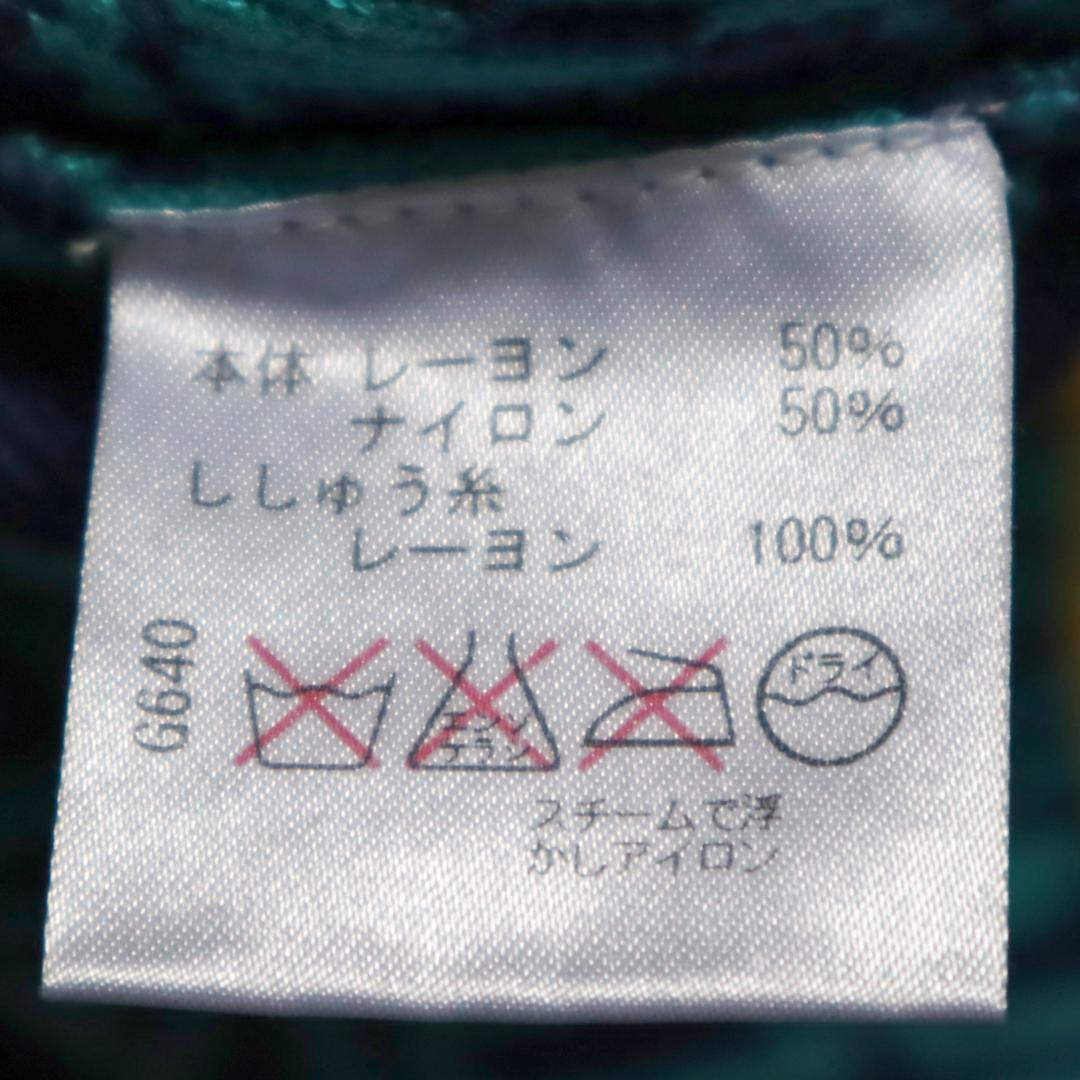 本体 レーヨン 50%
ナイロン 50%
ししゅう糸
レーヨン 100%
G640
エンソ
サラシ
ドライ
スチームで浮
かしアイロン